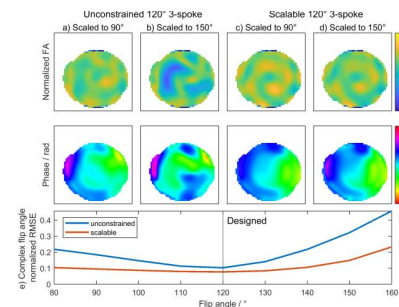 Unconstrained 120° 3-spoke Scalable 120° 3-spoke
a) Scaled to 90° b) Scaled to 150° c) Scaled to 90° d) Scaled to 150°
Normalized FA
Phase / rad
e) Complex flip angle
normalized RMSE
0.4
0.3
0.2
0.1
0
unconstrained
scalable
Designed
80 90 100 110 120 130 140 150 160
Flip angle / °